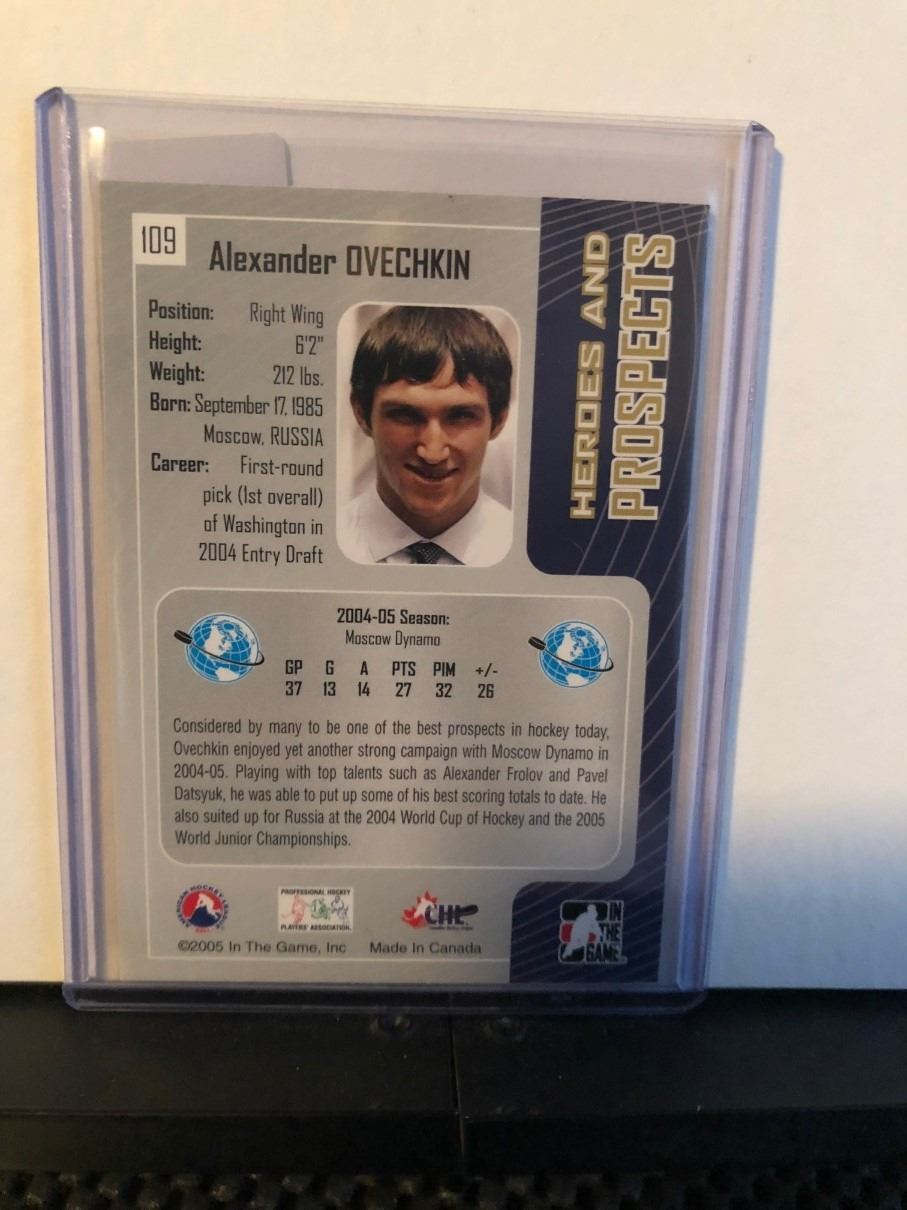 109
Alexander OVECHKIN
HEROES AND
PROSPECTS
Position: Right Wing
Height: 6'2"
Weight: 212 lbs.
Born: September 17, 1985
Moscow, RUSSIA
Career: First-round
pick (1st overall)
of Washington in
2004 Entry Draft
2004-05 Season:
Moscow Dynamo
GP G A PTS PIM +/-
37 13 14 27 32 26
Considered by many to be one of the best prospects in hockey today,
Ovechkin enjoyed yet another strong campaign with Moscow Dynamo in
2004-05. Playing with top talents such as Alexander Frolov and Pavel
Datsyuk, he was able to put up some of his best scoring totals to date. He
also suited up for Russia at the 2004 World Cup of Hockey and the 2005
World Junior Championships.
AMERICAN HOCKEY LEAGUE
PROFESSIONAL HOCKEY
PLAYERS' ASSOCIATION.
CHL
IN
THE
GAME
©2005 In The Game, Inc Made In Canada